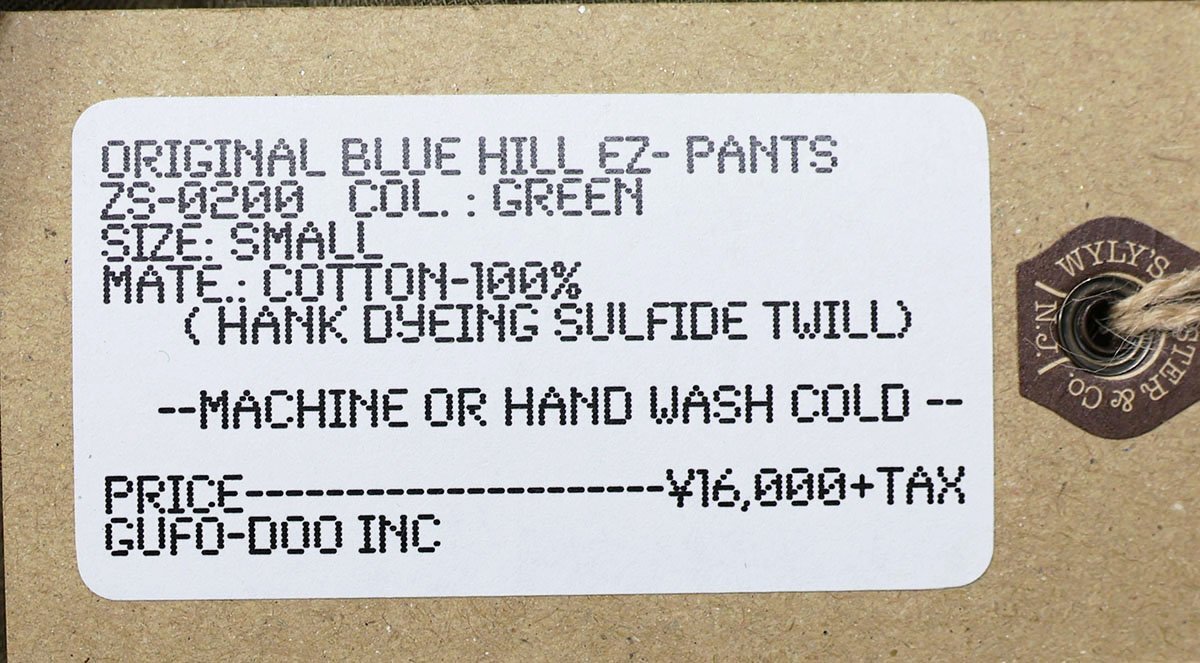 ORIGINAL BLUE HILL EZ- PANTS
ZS-0200 COL. : GREEN
SIZE: SMALL
MATE.: COTTON-100%
( HANK DYEING SULFIDE TWILL)
--MACHINE OR HAND WASH COLD --
PRICE---------------------¥16,000+TAX
GUFO-DOO INC
WYLY'S
STER & CO.
N.J.